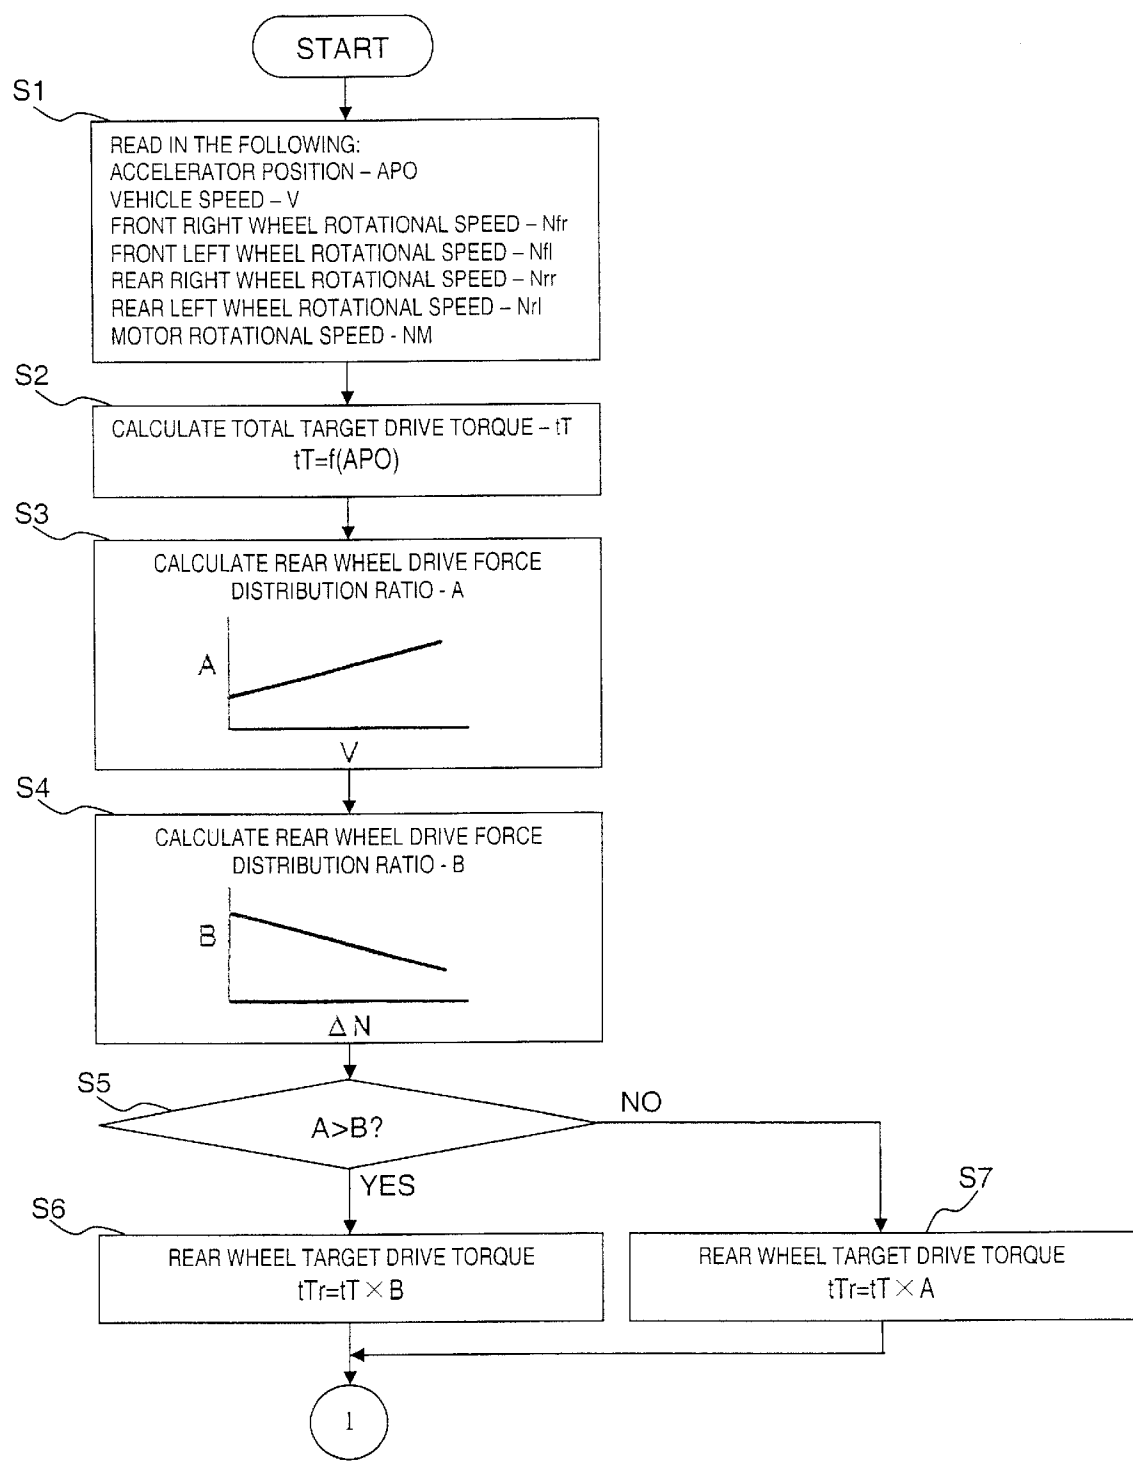 START
S1
READ IN THE FOLLOWING:
ACCELERATOR POSITION – APO
VEHICLE SPEED – V
FRONT RIGHT WHEEL ROTATIONAL SPEED – Nfr
FRONT LEFT WHEEL ROTATIONAL SPEED – Nfl
REAR RIGHT WHEEL ROTATIONAL SPEED – Nrr
REAR LEFT WHEEL ROTATIONAL SPEED – Nrl
MOTOR ROTATIONAL SPEED - NM
S2
CALCULATE TOTAL TARGET DRIVE TORQUE – tT
tT=f(APO)
S3
CALCULATE REAR WHEEL DRIVE FORCE
DISTRIBUTION RATIO - A
A
V
S4
CALCULATE REAR WHEEL DRIVE FORCE
DISTRIBUTION RATIO - B
B
Δ N
S5
A>B?
NO
YES
S6
REAR WHEEL TARGET DRIVE TORQUE
tTr=tT × B
S7
REAR WHEEL TARGET DRIVE TORQUE
tTr=tT × A
1